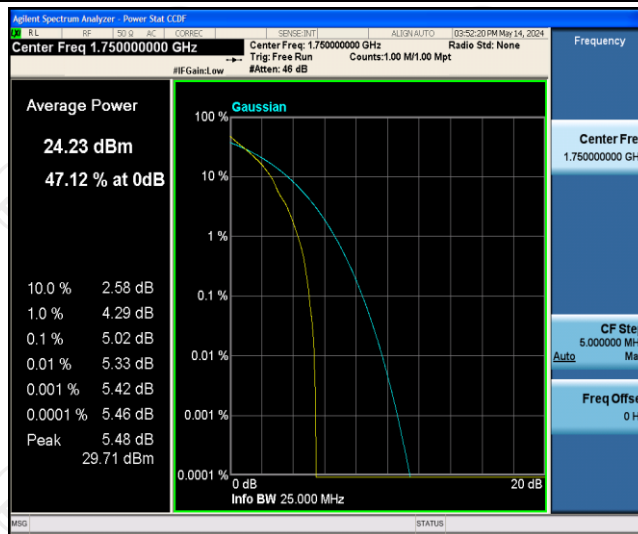 Agilent Spectrum Analyzer - Power Stat CCDF
RL RF 50 Ω AC CORREC SENSE:INT ALIGN AUTO 03:52:20 PM May 14, 2024
Center Freq 1.750000000 GHz
Center Freq: 1.750000000 GHz Radio Std: None
Trig: Free Run Counts:1.00 M/1.00 Mpt
#IFGain:Low #Atten: 46 dB
Frequency
Average Power
24.23 dBm
47.12 % at 0dB
10.0 % 2.58 dB
1.0 % 4.29 dB
0.1 % 5.02 dB
0.01 % 5.33 dB
0.001 % 5.42 dB
0.0001 % 5.46 dB
Peak 5.48 dB
29.71 dBm
Gaussian
100 %
10 %
1 %
0.1 %
0.01 %
0.001 %
0.0001 %
0 dB 20 dB
Info BW 25.000 MHz
Center Fre
1.750000000 GH
CF Ste
5.000000 MH
Auto Ma
Freq Offse
0 H
MSG STATUS